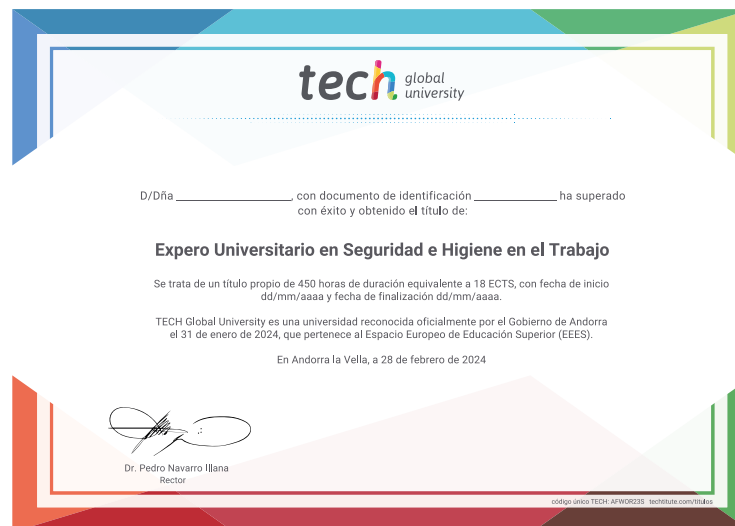 tech global
university
D/Dña ____________________, con documento de identificación ______________ ha superado
con éxito y obtenido el título de:
Expero Universitario en Seguridad e Higiene en el Trabajo
Se trata de un título propio de 450 horas de duración equivalente a 18 ECTS, con fecha de inicio
dd/mm/aaaa y fecha de finalización dd/mm/aaaa.
TECH Global University es una universidad reconocida oficialmente por el Gobierno de Andorra
el 31 de enero de 2024, que pertenece al Espacio Europeo de Educación Superior (EEES).
En Andorra la Vella, a 28 de febrero de 2024
Dr. Pedro Navarro Illana
Rector
código único TECH: AFWOR23S techtitute.com/titulos